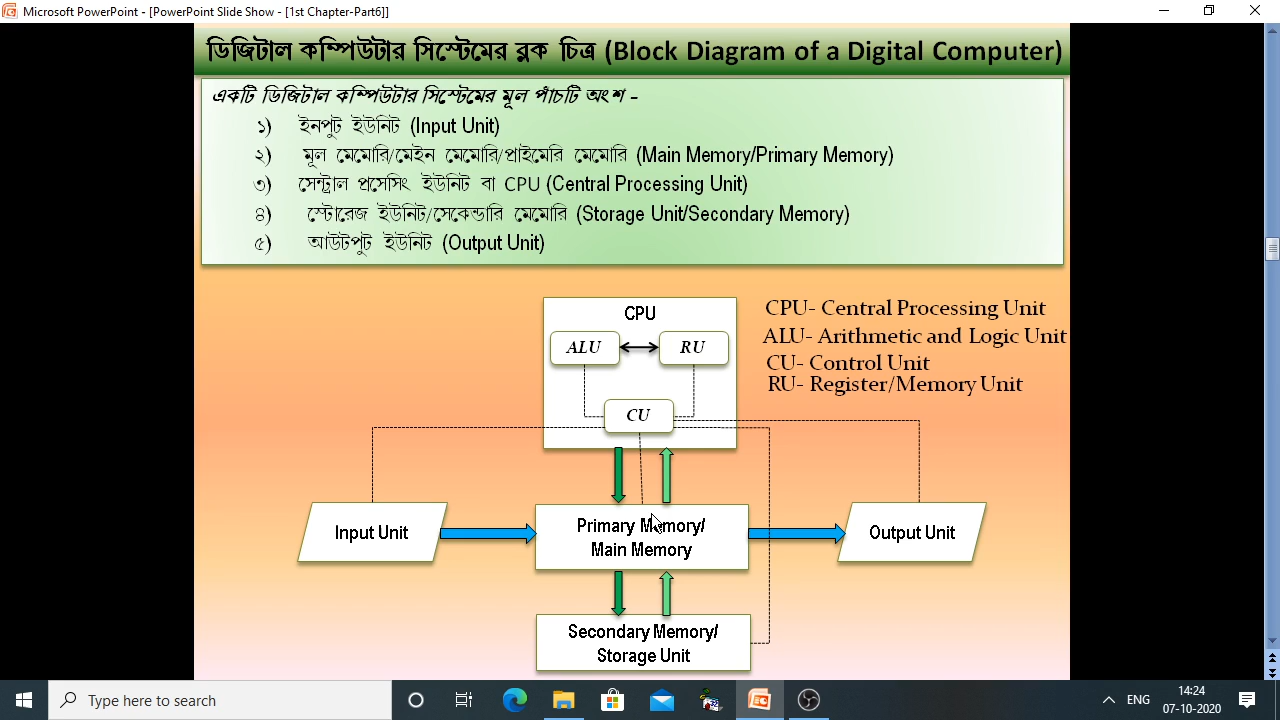 Microsoft PowerPoint - [PowerPoint Slide Show - [1st Chapter-Part6]]
ডিজিটাল কম্পিউটার সিস্টেমের ব্লক চিত্র (Block Diagram of a Digital Computer)
একটি ডিজিটাল কম্পিউটার সিস্টেমের মূল পাঁচটি অংশ -
১) ইনপুট ইউনিট (Input Unit)
২) মূল মেমোরি/মেইন মেমোরি/প্রাইমেরি মেমোরি (Main Memory/Primary Memory)
৩) সেন্ট্রাল প্রসেসিং ইউনিট বা CPU (Central Processing Unit)
৪) স্টোরেজ ইউনিট/সেকেন্ডারি মেমোরি (Storage Unit/Secondary Memory)
৫) আউটপুট ইউনিট (Output Unit)
CPU
ALU
RU
CU
CPU- Central Processing Unit
ALU- Arithmetic and Logic Unit
CU- Control Unit
RU- Register/Memory Unit
Input Unit
Primary Memory/
Main Memory
Output Unit
Secondary Memory/
Storage Unit
Type here to search
ENG
14:24
07-10-2020